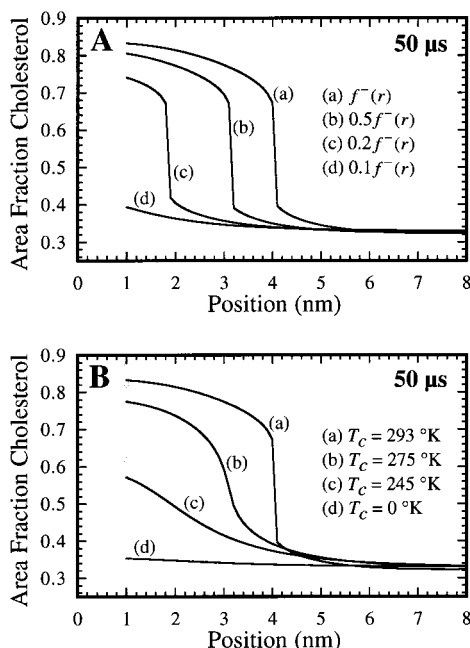 A
50 µs
Area Fraction Cholesterol
0.9
0.8
0.7
0.6
0.5
0.4
0.3
(a)
(b)
(c)
(d)
(a) f⁻(r)
(b) 0.5f⁻(r)
(c) 0.2f⁻(r)
(d) 0.1f⁻(r)
0 1 2 3 4 5 6 7 8
Position (nm)
B
50 µs
Area Fraction Cholesterol
0.9
0.8
0.7
0.6
0.5
0.4
0.3
(a)
(b)
(c)
(d)
(a) T_C = 293 °K
(b) T_C = 275 °K
(c) T_C = 245 °K
(d) T_C = 0 °K
0 1 2 3 4 5 6 7 8
Position (nm)